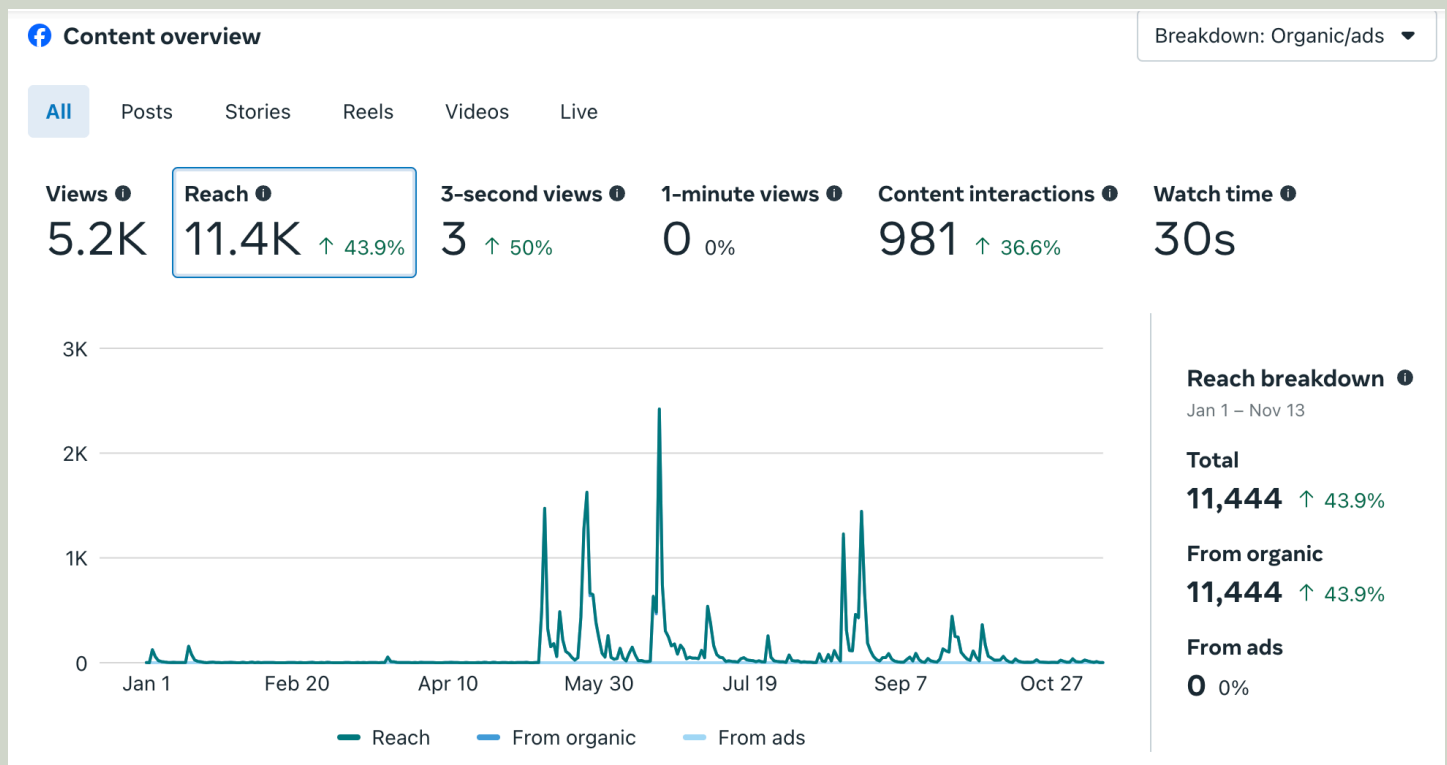 Content overview
Breakdown: Organic/ads
All Posts Stories Reels Videos Live
Views Reach 3-second views 1-minute views Content interactions Watch time
5.2K 11.4K ↑ 43.9% 3 ↑ 50% 0 0% 981 ↑ 36.6% 30s
3K
2K
1K
0
Jan 1 Feb 20 Apr 10 May 30 Jul 19 Sep 7 Oct 27
Reach From organic From ads
Reach breakdown
Jan 1 – Nov 13
Total
11,444 ↑ 43.9%
From organic
11,444 ↑ 43.9%
From ads
0 0%